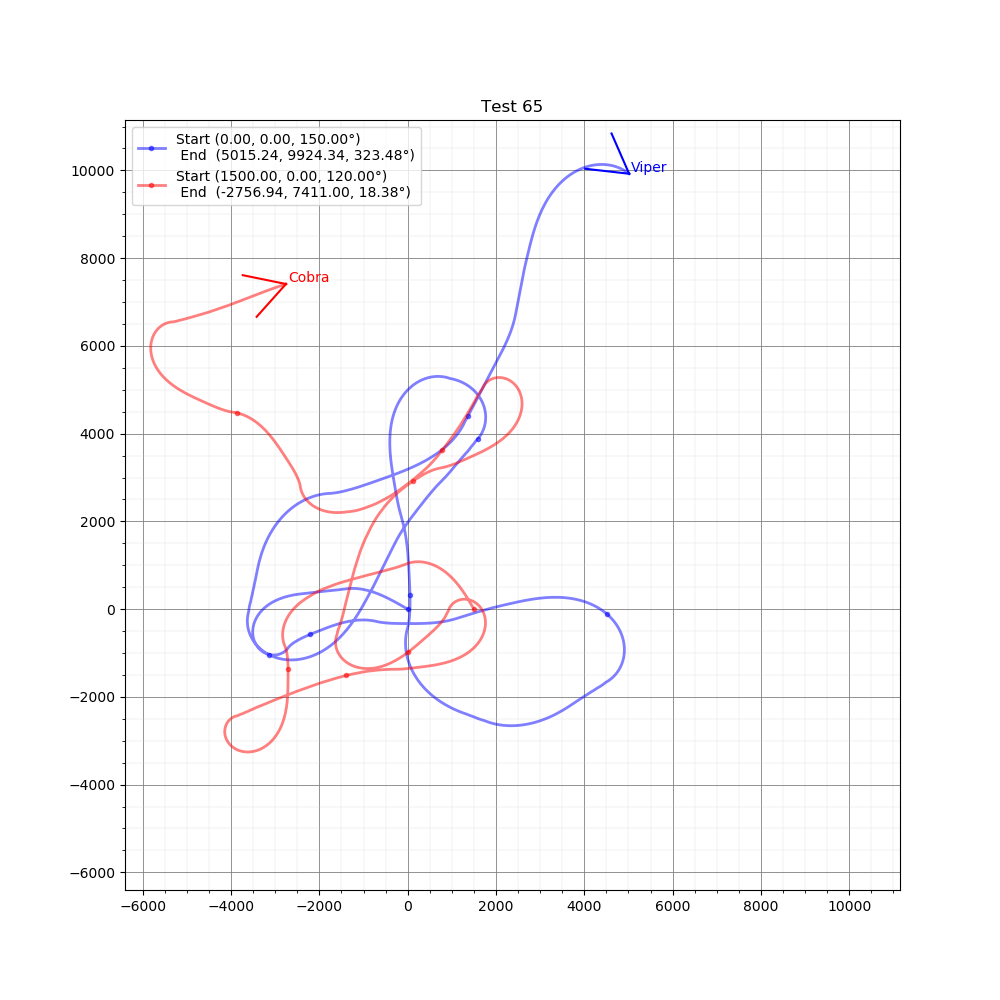 Test 65
Start (0.00, 0.00, 150.00°)
End (5015.24, 9924.34, 323.48°)
Start (1500.00, 0.00, 120.00°)
End (-2756.94, 7411.00, 18.38°)
Viper
Cobra
10000
8000
6000
4000
2000
0
−2000
−4000
−6000
−6000 −4000 −2000 0 2000 4000 6000 8000 10000